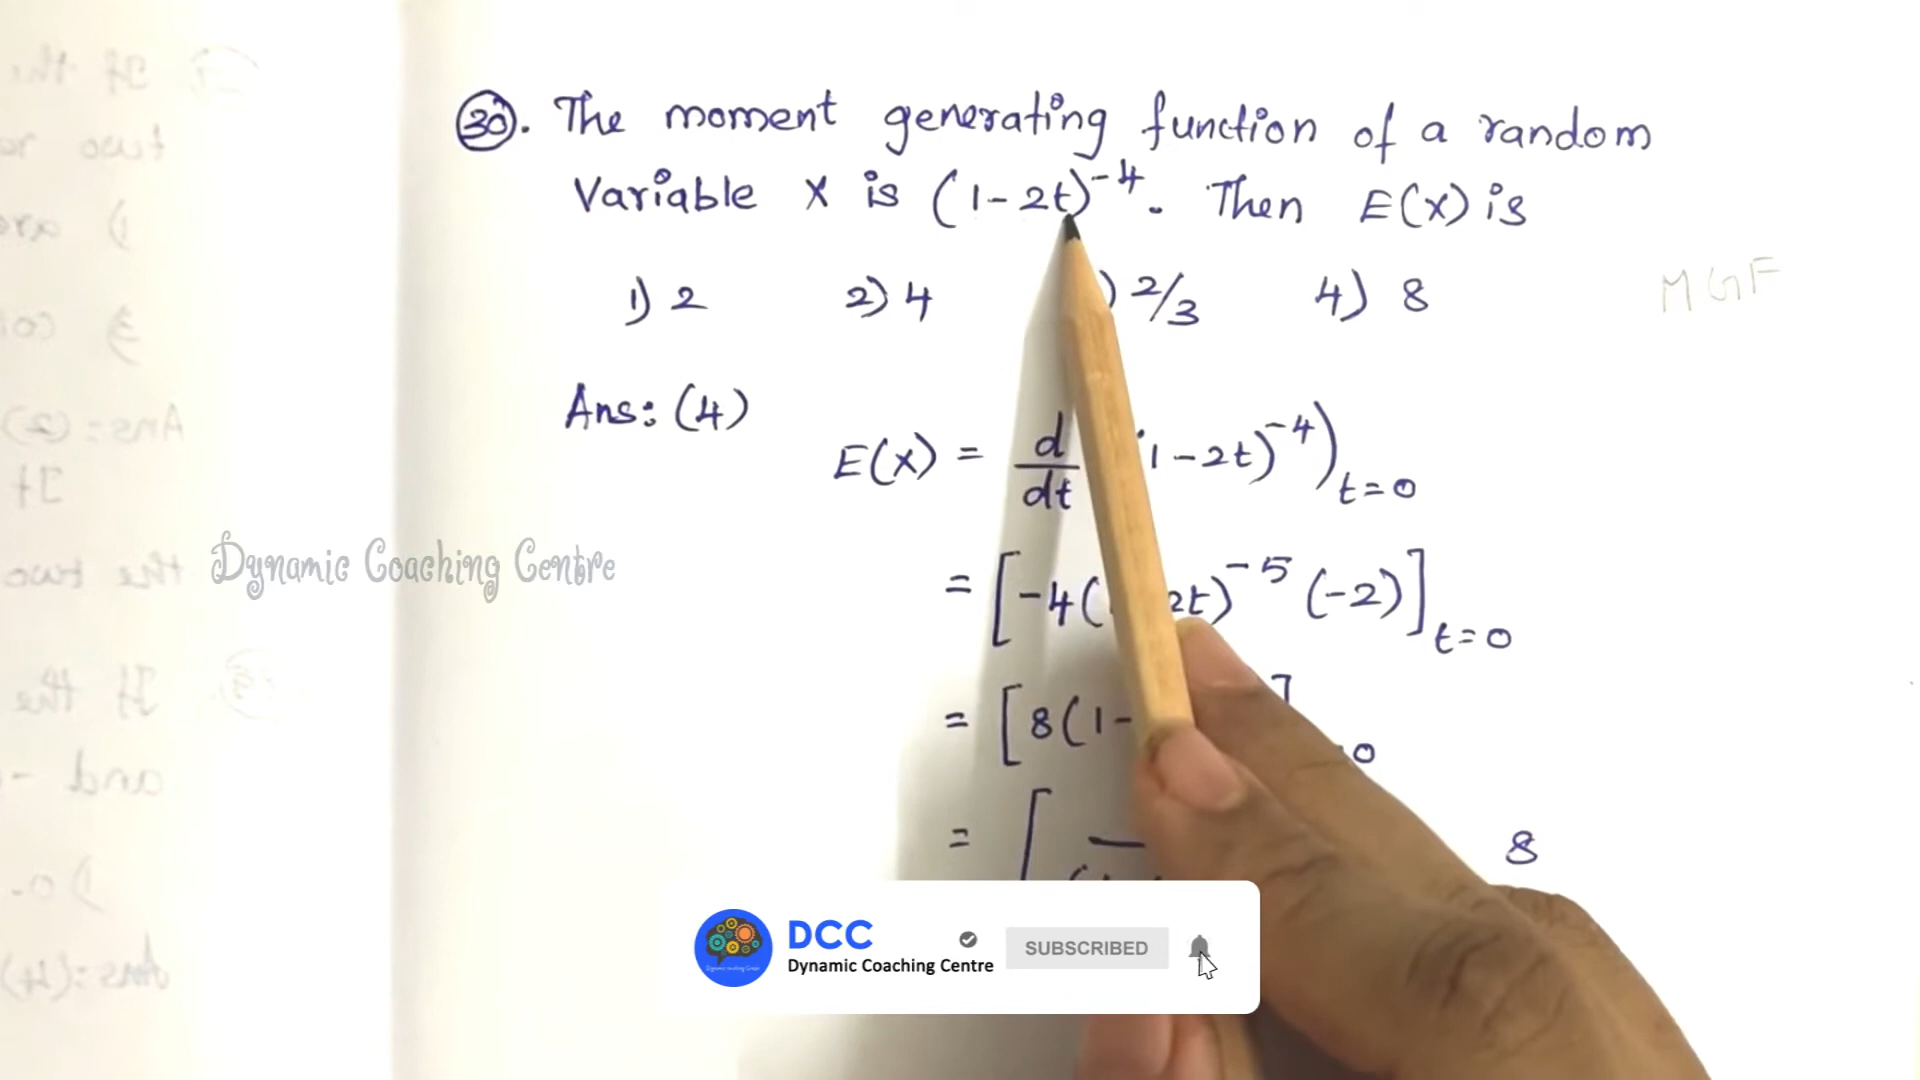 30. The moment generating function of a random
Variable X is (1-2t)^-4. Then E(X) is
1) 2 2) 4 ) 2/3 4) 8
MGF
Ans: (4)
E(X) = d/dt (1-2t)^-4) t=0
= [-4( 2t)^-5 (-2)] t=0
= [8(1- ] 0
= [ 8
Dynamic Coaching Centre
DCC
Dynamic Coaching Centre
SUBSCRIBED